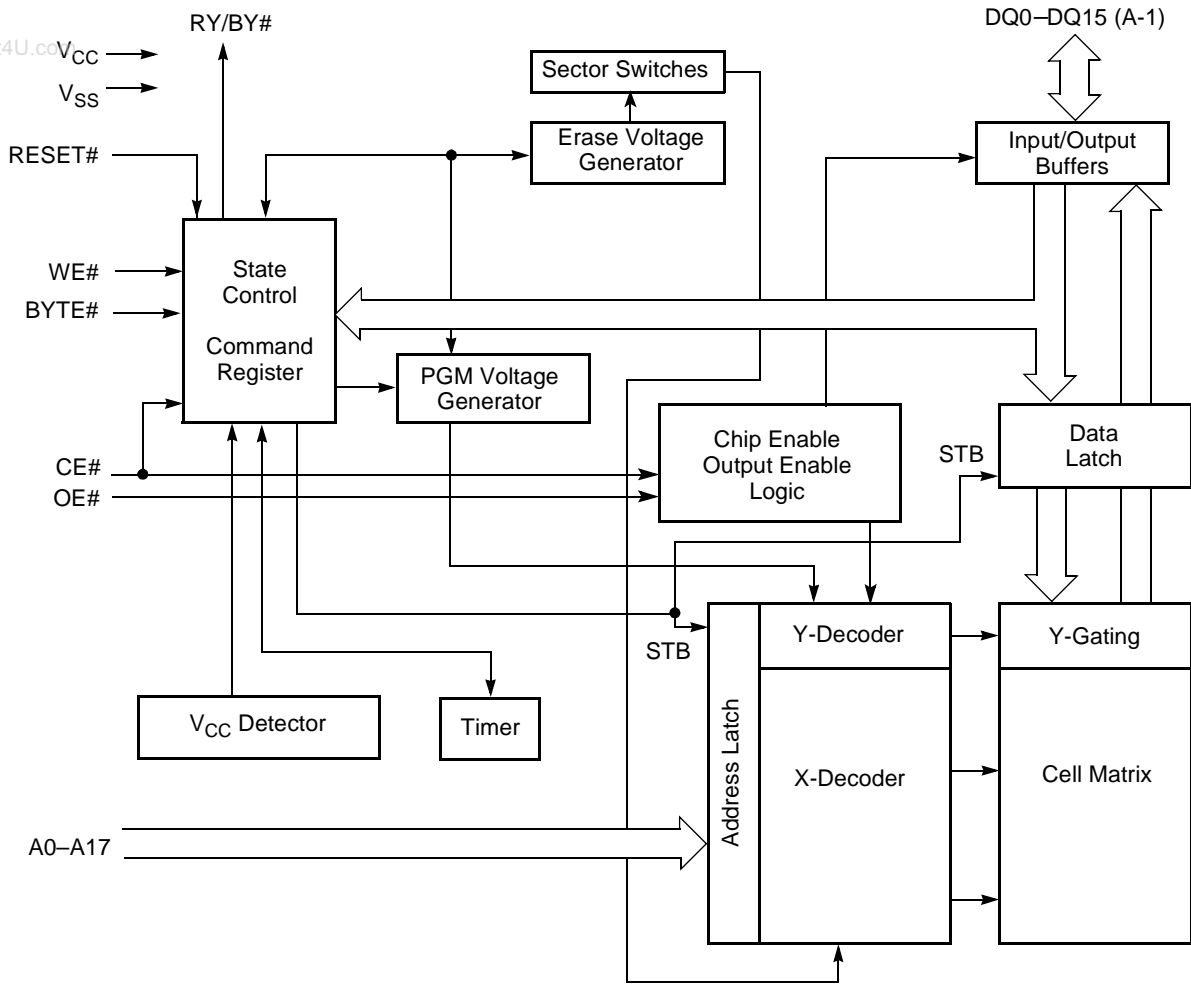 RY/BY#
DQ0–DQ15 (A-1)
t4U.com
VCC
VSS
Sector Switches
Erase Voltage
Generator
Input/Output
Buffers
RESET#
WE#
BYTE#
State
Control
Command
Register
PGM Voltage
Generator
CE#
OE#
Chip Enable
Output Enable
Logic
STB
Data
Latch
STB
Y-Decoder
Y-Gating
VCC Detector
Timer
Address Latch
X-Decoder
Cell Matrix
A0–A17